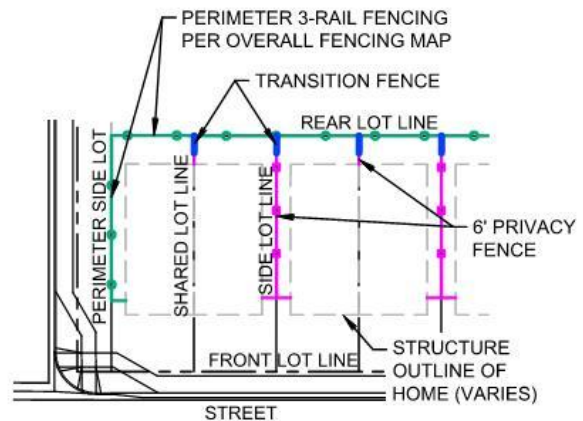 PERIMETER 3-RAIL FENCING
PER OVERALL FENCING MAP
TRANSITION FENCE
REAR LOT LINE
PERIMETER SIDE LOT
SHARED LOT LINE
SIDE LOT LINE
6' PRIVACY
FENCE
FRONT LOT LINE
STRUCTURE
OUTLINE OF
HOME (VARIES)
STREET